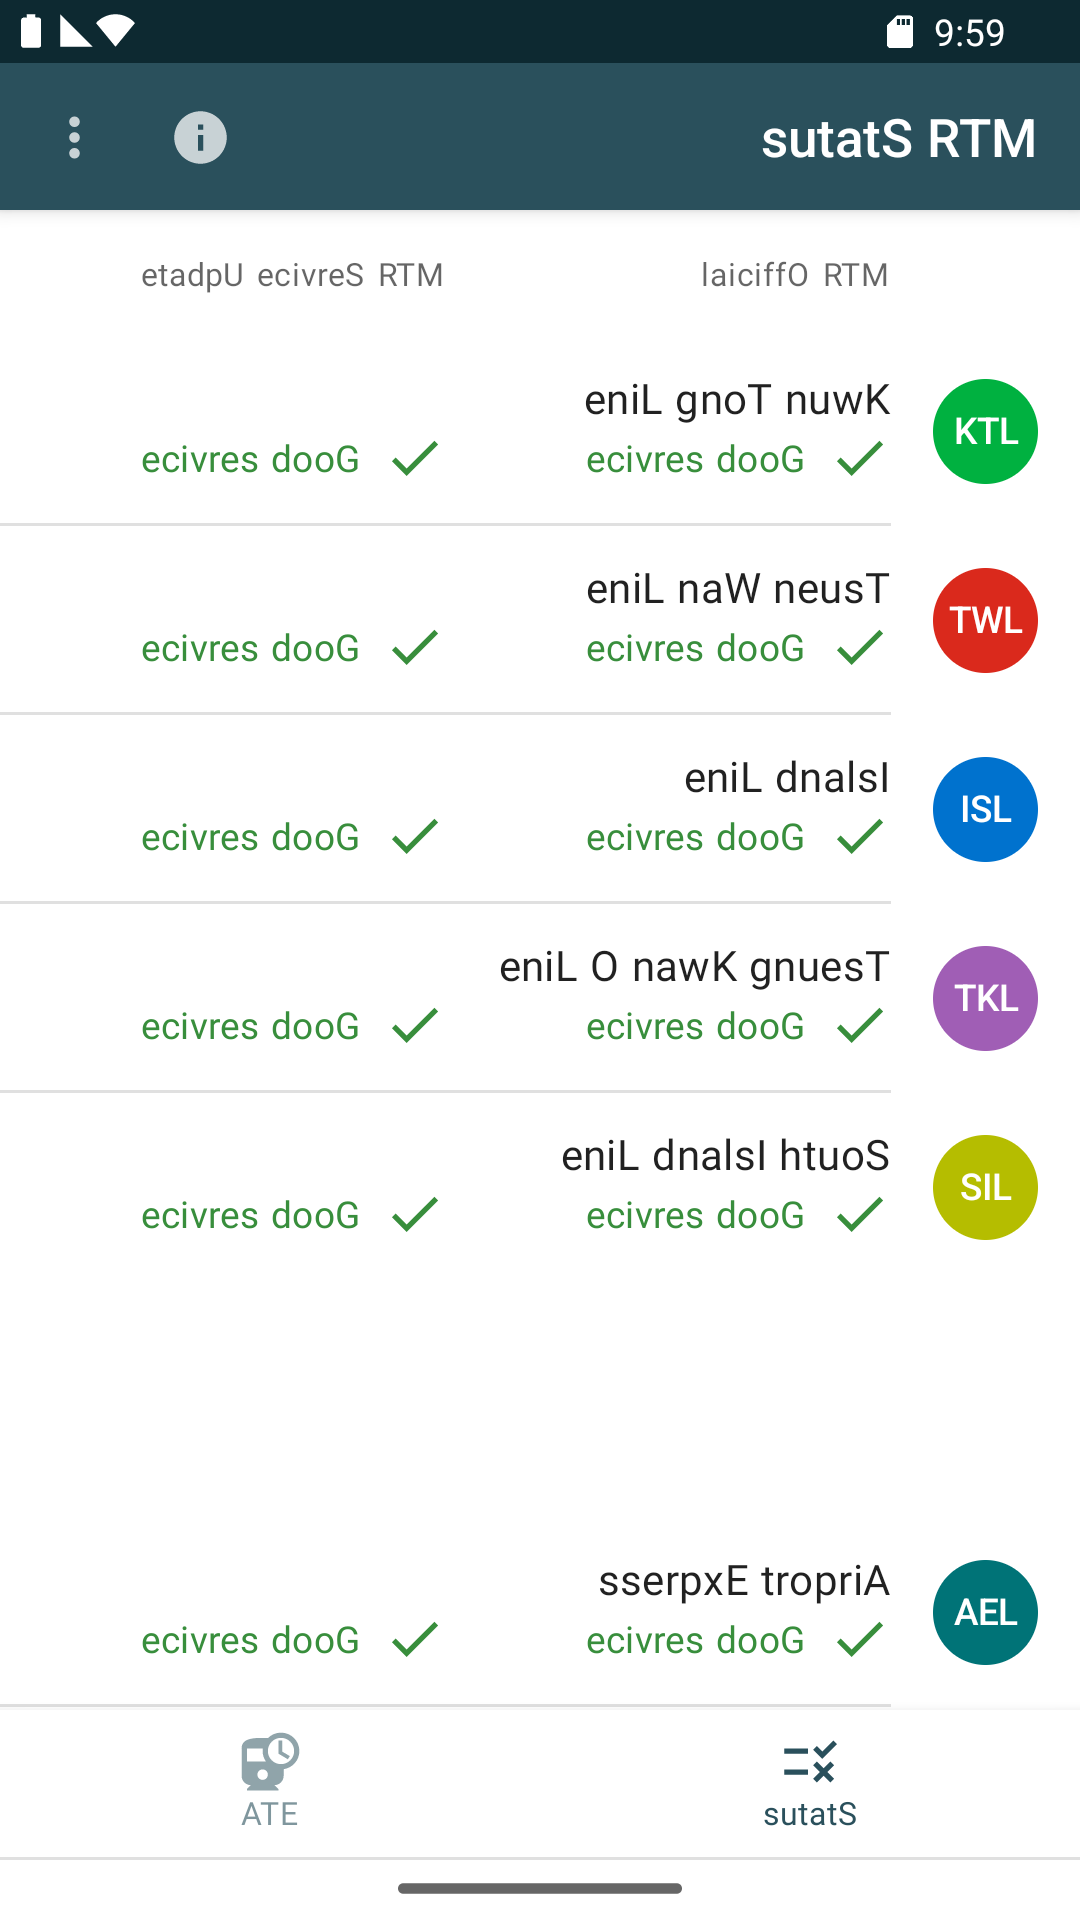 9:59
sutatS RTM
laiciffO RTM
etadpU ecivreS RTM
eniL gnoT nuwK
KTL
ecivres dooG
ecivres dooG
eniL naW neusT
TWL
ecivres dooG
ecivres dooG
eniL dnalsI
ISL
ecivres dooG
ecivres dooG
eniL O nawK gnuesT
TKL
ecivres dooG
ecivres dooG
eniL dnalsI htuoS
SIL
ecivres dooG
ecivres dooG
sserpxE tropriA
AEL
ecivres dooG
ecivres dooG
ATE
sutatS